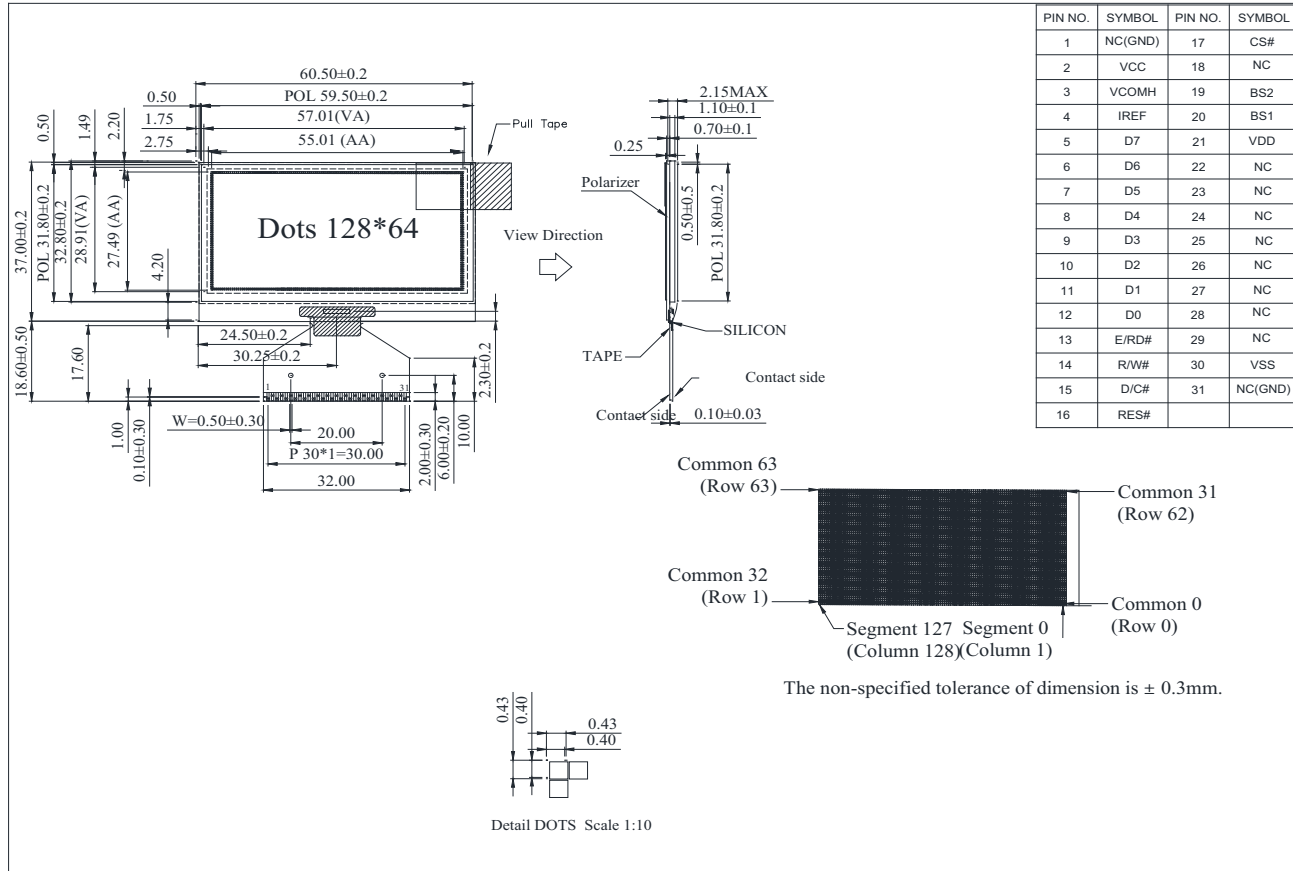 60.50±0.2
0.50
POL 59.50±0.2
1.75
57.01(VA)
2.75
55.01 (AA)
0.50
1.49
2.20
Pull Tape
37.00±0.2
POL 31.80±0.2
32.80±0.2
28.91(VA)
27.49 (AA)
4.20
Dots 128*64
View Direction
18.60±0.50
17.60
24.50±0.2
30.25±0.2
2.30±0.2
1
31
1.00
0.10±0.30
W=0.50±0.30
20.00
P 30*1=30.00
32.00
2.00±0.30
6.00±0.20
10.00
2.15MAX
1.10±0.1
0.70±0.1
0.25
Polarizer
0.50±0.5
POL 31.80±0.2
SILICON
TAPE
Contact side
Contact side
0.10±0.03
PIN NO. SYMBOL PIN NO. SYMBOL
1 NC(GND) 17 CS#
2 VCC 18 NC
3 VCOMH 19 BS2
4 IREF 20 BS1
5 D7 21 VDD
6 D6 22 NC
7 D5 23 NC
8 D4 24 NC
9 D3 25 NC
10 D2 26 NC
11 D1 27 NC
12 D0 28 NC
13 E/RD# 29 NC
14 R/W# 30 VSS
15 D/C# 31 NC(GND)
16 RES#
Common 63
(Row 63)
Common 31
(Row 62)
Common 32
(Row 1)
Common 0
(Row 0)
Segment 127 Segment 0
(Column 128)(Column 1)
The non-specified tolerance of dimension is ± 0.3mm.
0.43
0.40
0.43
0.40
Detail DOTS Scale 1:10